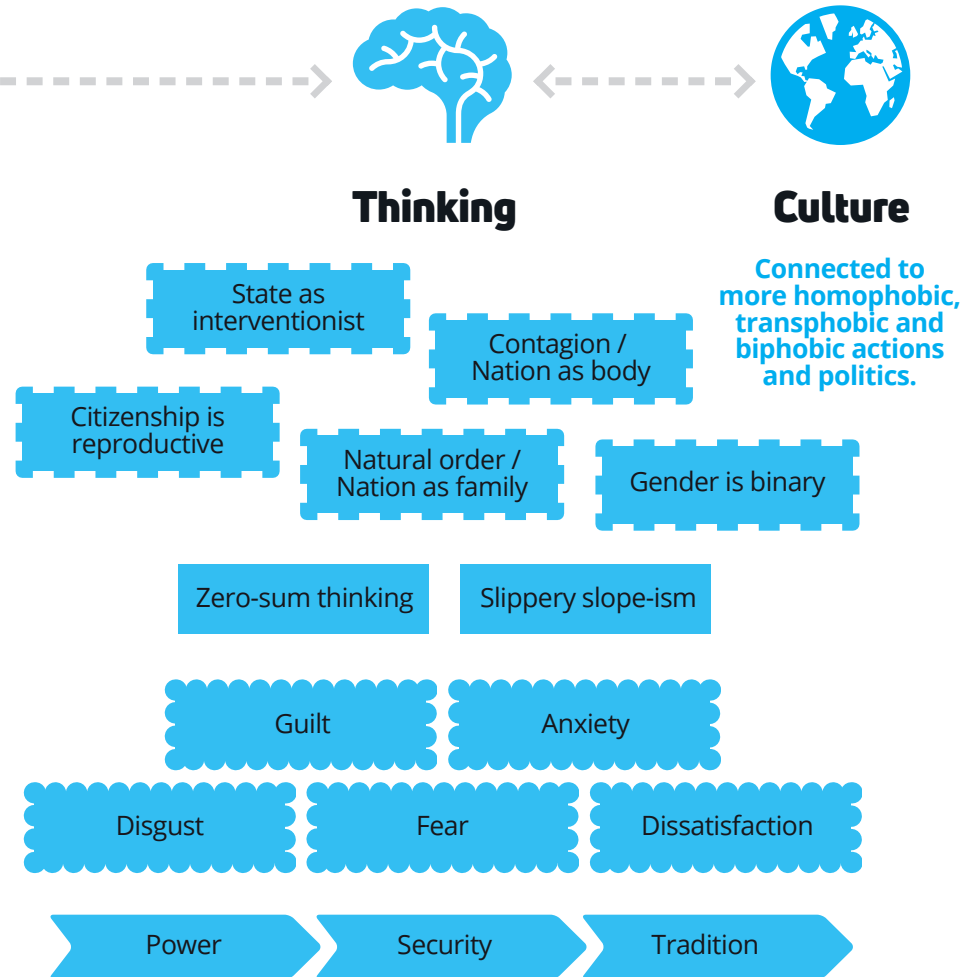 Thinking
Culture
Connected to
more homophobic,
transphobic and
biphobic actions
and politics.
State as
interventionist
Contagion /
Nation as body
Citizenship is
reproductive
Natural order /
Nation as family
Gender is binary
Zero-sum thinking
Slippery slope-ism
Guilt
Anxiety
Disgust
Fear
Dissatisfaction
Power
Security
Tradition